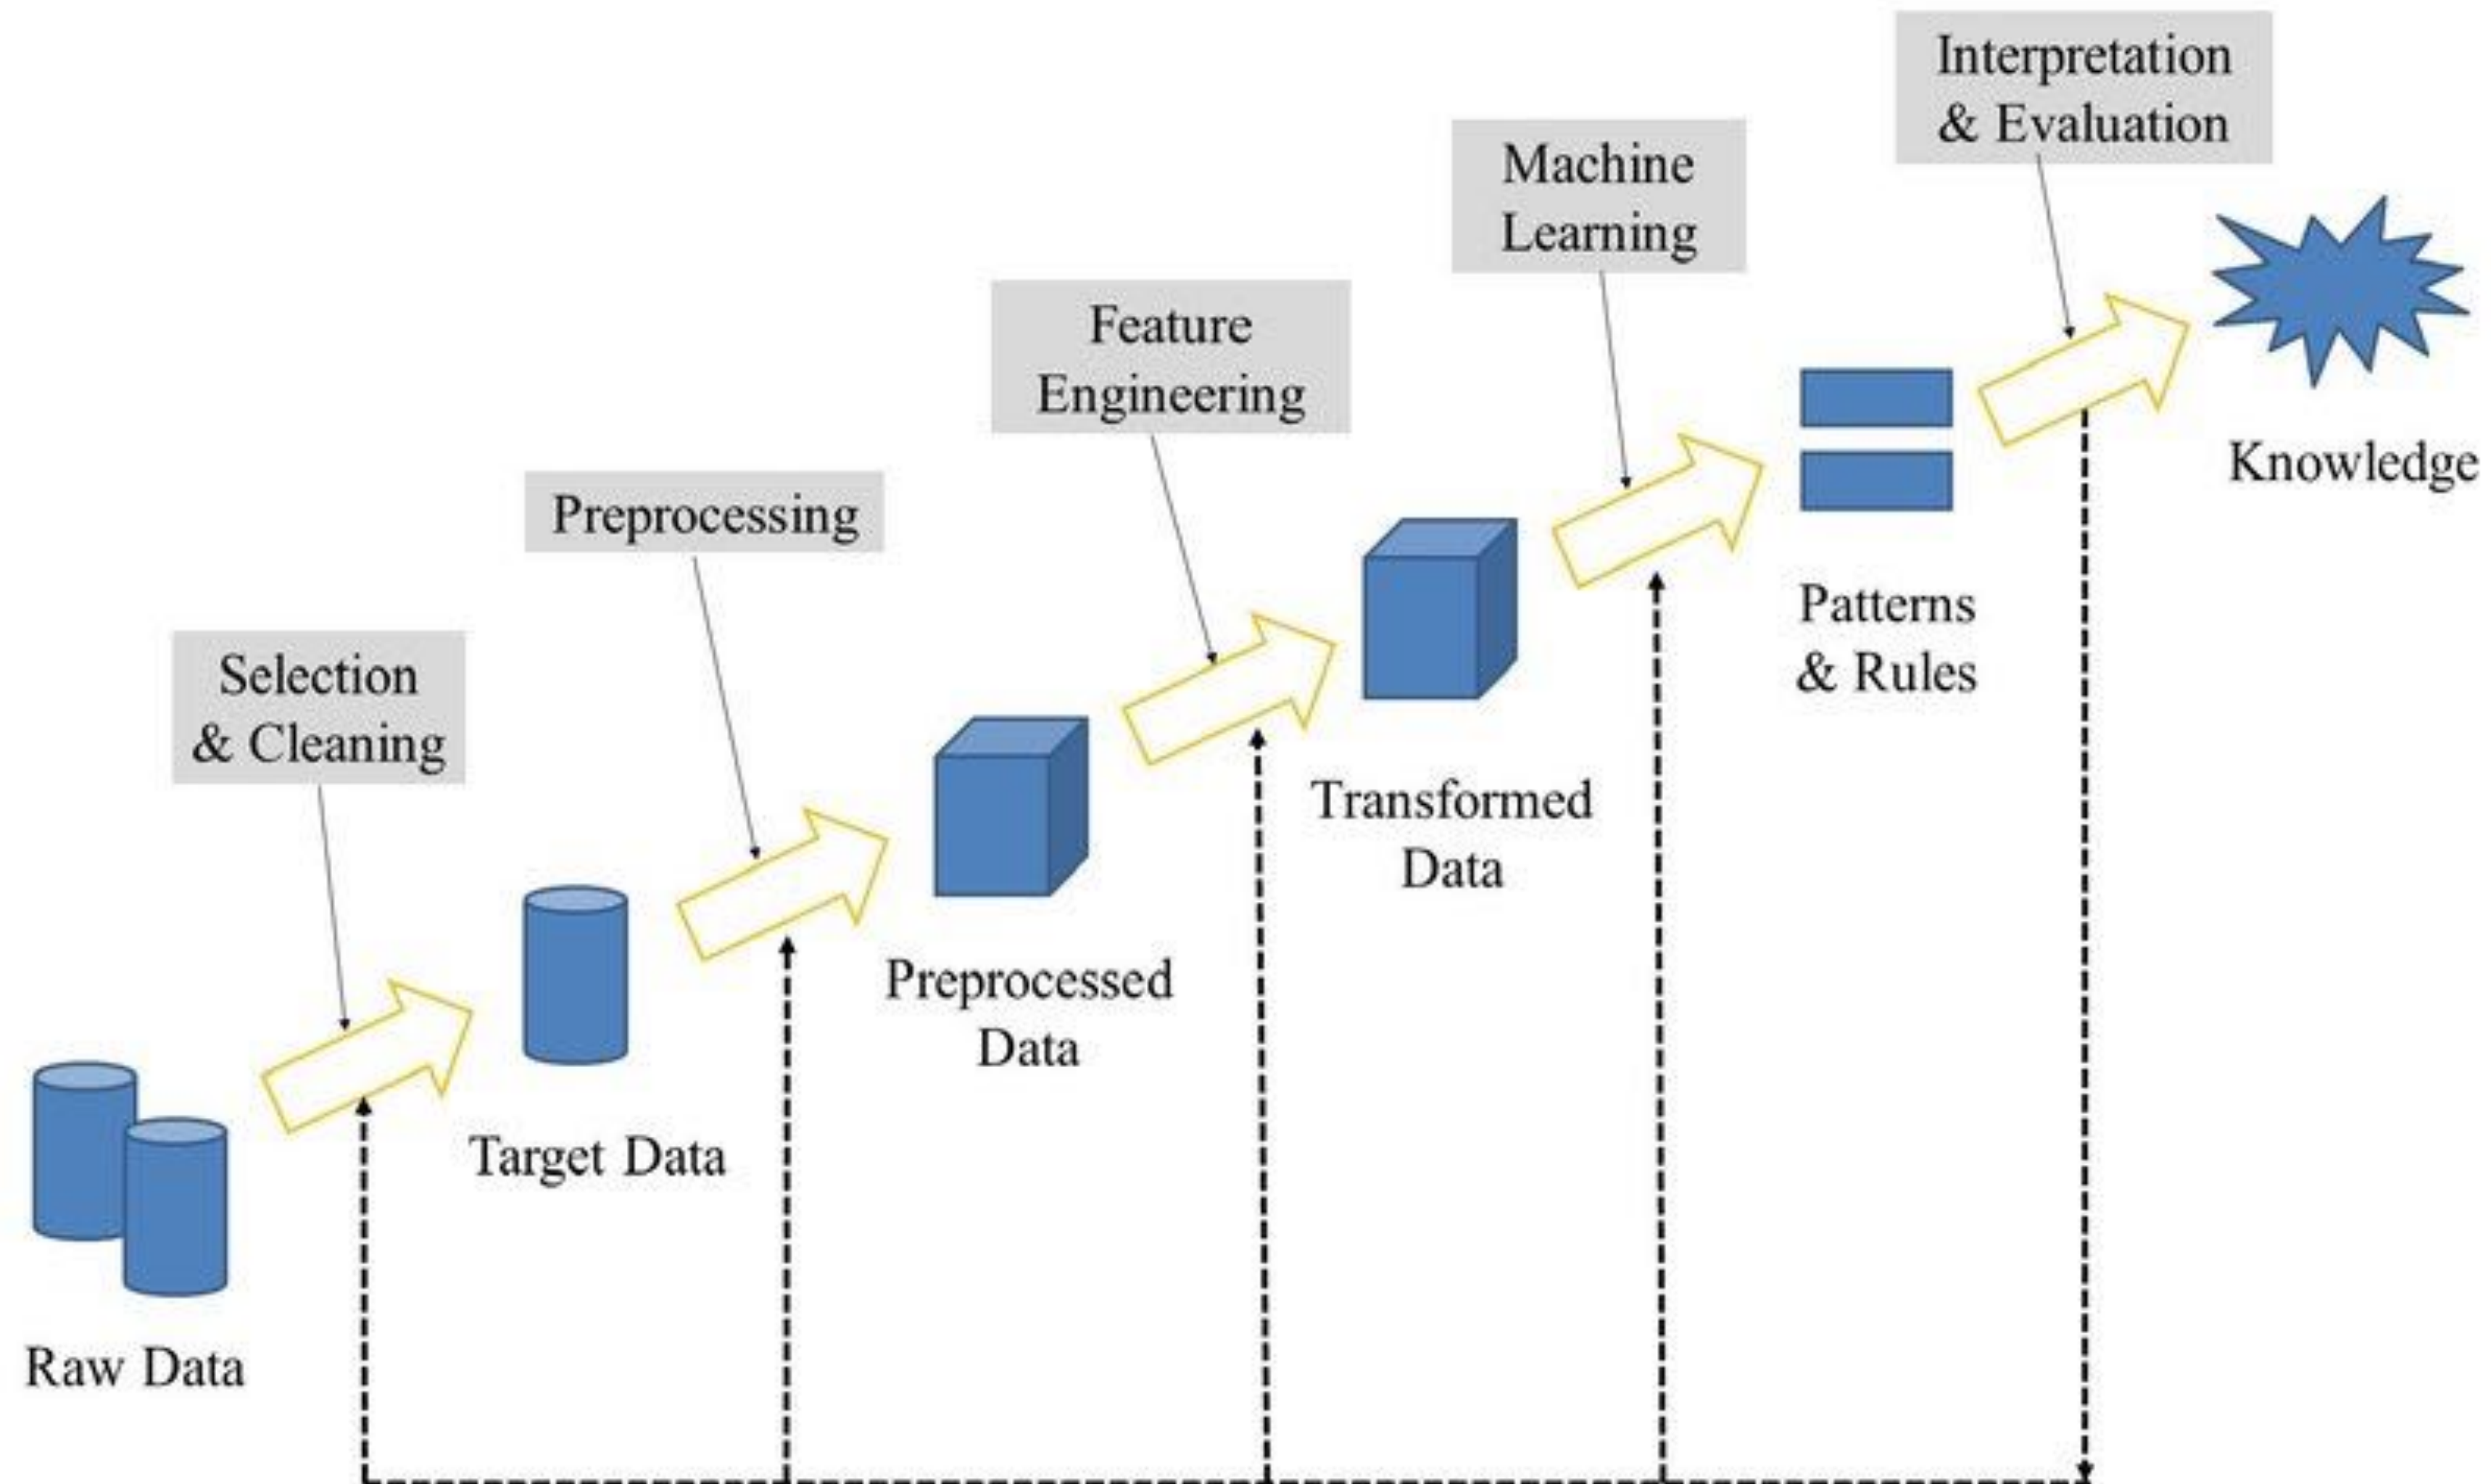 Interpretation
& Evaluation
Machine
Learning
Feature
Engineering
Knowledge
Preprocessing
Patterns
& Rules
Selection
& Cleaning
Transformed
Data
Preprocessed
Data
Target Data
Raw Data